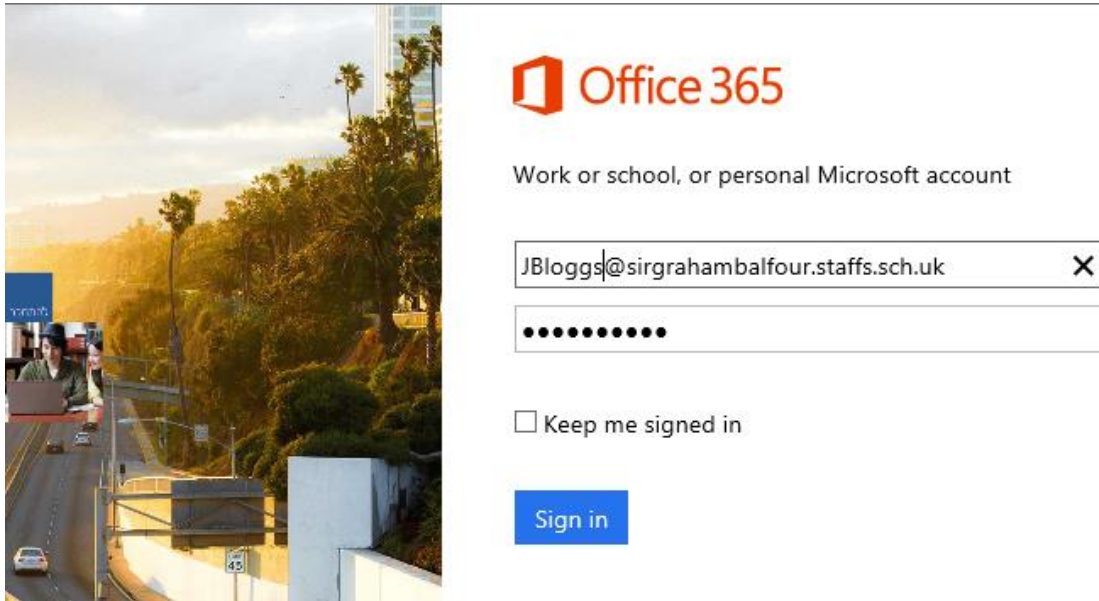 Office 365
Work or school, or personal Microsoft account
JBloggs@sirgrahambalfour.staffs.sch.uk
Keep me signed in
Sign in
45